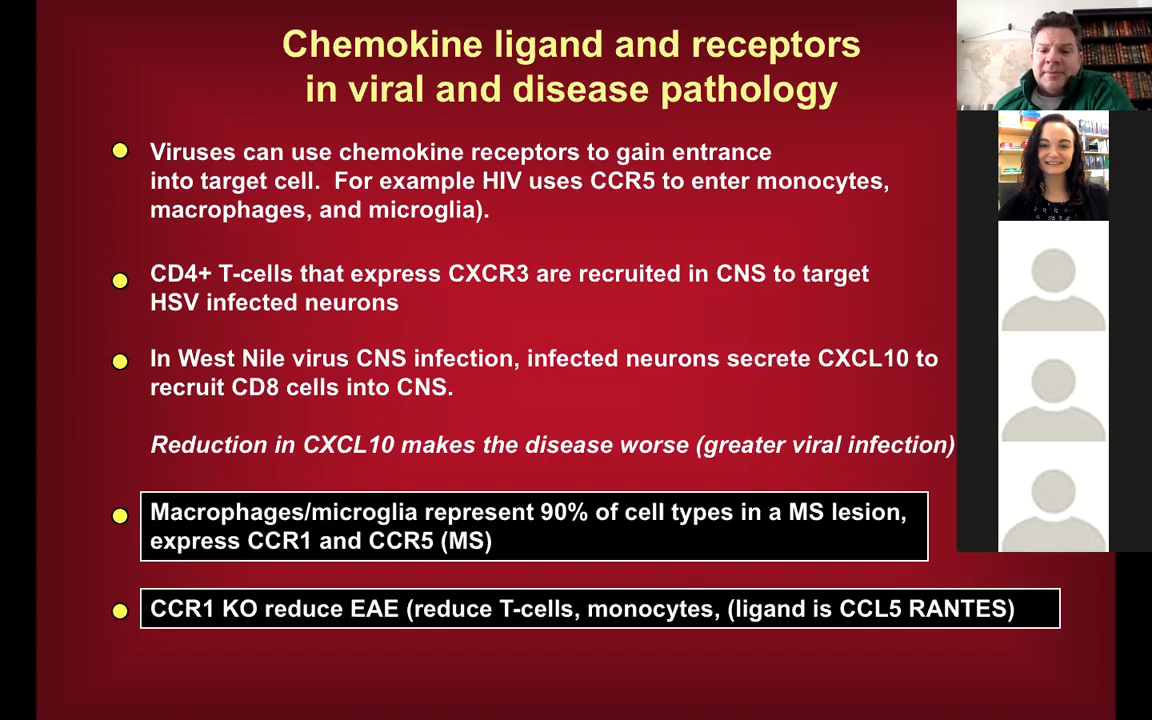 Chemokine ligand and receptors
in viral and disease pathology
Viruses can use chemokine receptors to gain entrance
into target cell.  For example HIV uses CCR5 to enter monocytes,
macrophages, and microglia).
CD4+ T-cells that express CXCR3 are recruited in CNS to target
HSV infected neurons
In West Nile virus CNS infection, infected neurons secrete CXCL10 to
recruit CD8 cells into CNS.
Reduction in CXCL10 makes the disease worse (greater viral infection)
Macrophages/microglia represent 90% of cell types in a MS lesion,
express CCR1 and CCR5 (MS)
CCR1 KO reduce EAE (reduce T-cells, monocytes, (ligand is CCL5 RANTES)